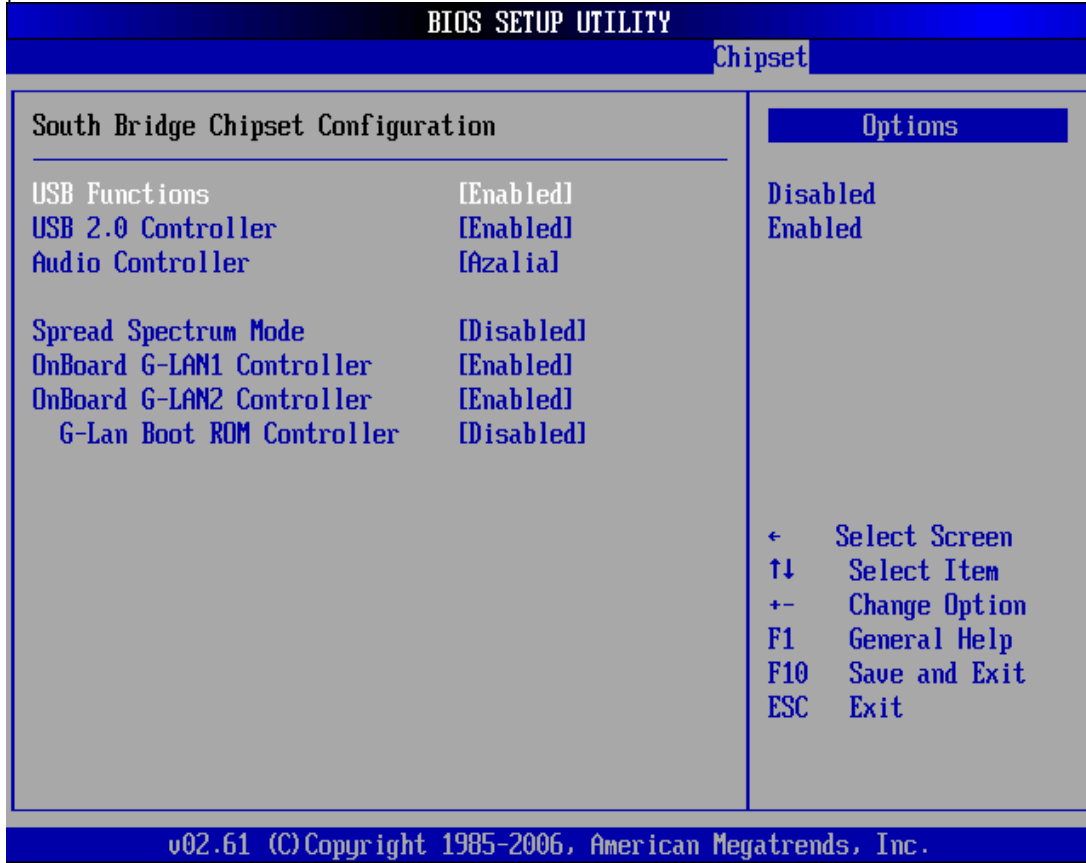 BIOS SETUP UTILITY
Chipset
South Bridge Chipset Configuration
USB Functions [Enabled]
USB 2.0 Controller [Enabled]
Audio Controller [Azalia]
Spread Spectrum Mode [Disabled]
OnBoard G-LAN1 Controller [Enabled]
OnBoard G-LAN2 Controller [Enabled]
G-Lan Boot ROM Controller [Disabled]
Options
Disabled
Enabled
← Select Screen
↑↓ Select Item
+- Change Option
F1 General Help
F10 Save and Exit
ESC Exit
v02.61 (C)Copyright 1985-2006, American Megatrends, Inc.